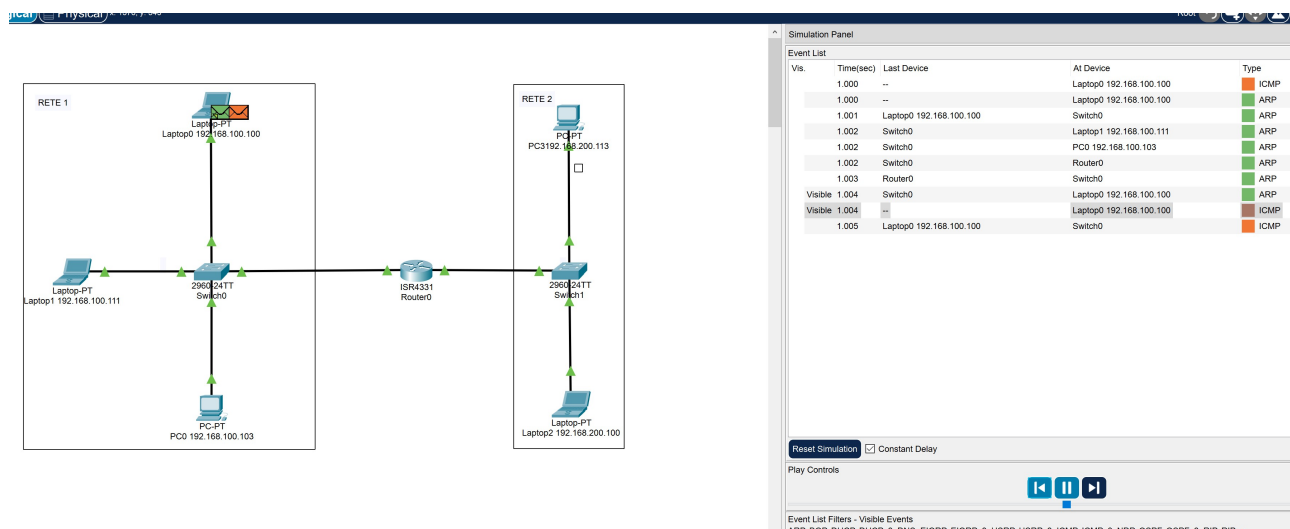 Physical x: 1570, y: 545
Root
Simulation Panel
Event List
Vis. Time(sec) Last Device At Device Type
1.000 -- Laptop0 192.168.100.100 ICMP
1.000 -- Laptop0 192.168.100.100 ARP
1.001 Laptop0 192.168.100.100 Switch0 ARP
1.002 Switch0 Laptop1 192.168.100.111 ARP
1.002 Switch0 PC0 192.168.100.103 ARP
1.002 Switch0 Router0 ARP
1.003 Router0 Switch0 ARP
Visible 1.004 Switch0 Laptop0 192.168.100.100 ARP
Visible 1.004 -- Laptop0 192.168.100.100 ICMP
1.005 Laptop0 192.168.100.100 Switch0 ICMP
RETE 1
Laptop-PT
Laptop0 192.168.100.100
RETE 2
PC-PT
PC3192.168.200.113
Laptop-PT
Laptop1 192.168.100.111
2960-24TT
Switch0
ISR4331
Router0
2960-24TT
Switch1
PC-PT
PC0 192.168.100.103
Laptop-PT
Laptop2 192.168.200.100
Reset Simulation Constant Delay
Play Controls
Event List Filters - Visible Events